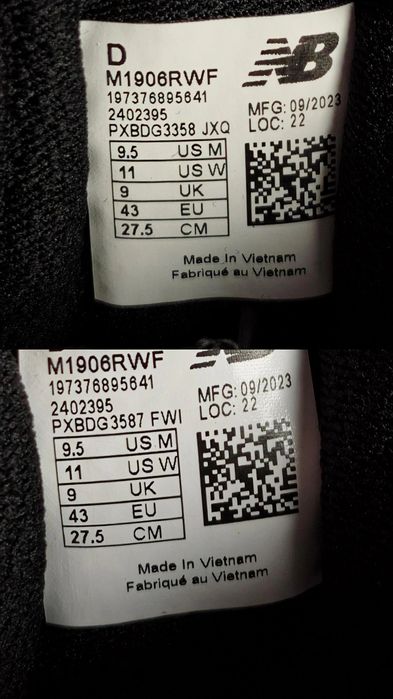 D
NB
M1906RWF
197376895641
2402395
PXBDG3358 JXQ
MFG: 09/2023
LOC: 22
9.5 US M
11 US W
9 UK
43 EU
27.5 CM
Made In Vietnam
Fabriqué au Vietnam
M1906RWF
197376895641
2402395
PXBDG3587 FWI
MFG: 09/2023
LOC: 22
9.5 US M
11 US W
9 UK
43 EU
27.5 CM
Made In Vietnam
Fabriqué au Vietnam